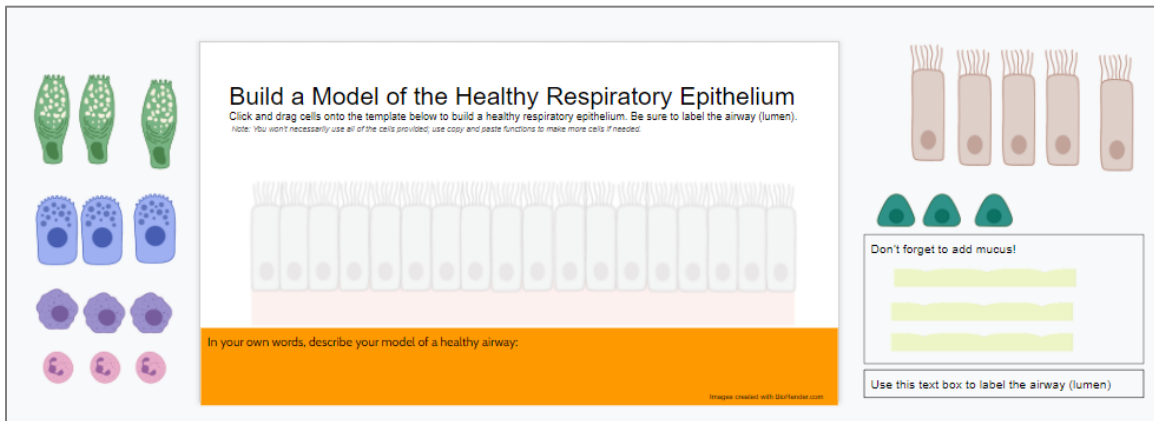 Build a Model of the Healthy Respiratory Epithelium
Click and drag cells onto the template below to build a healthy respiratory epithelium. Be sure to label the airway (lumen).
Note: You won't necessarily use all of the cells provided; use copy and paste functions to make more cells if needed.
Don't forget to add mucus!
In your own words, describe your model of a healthy airway:
Use this text box to label the airway (lumen)
Images created with BioRender.com